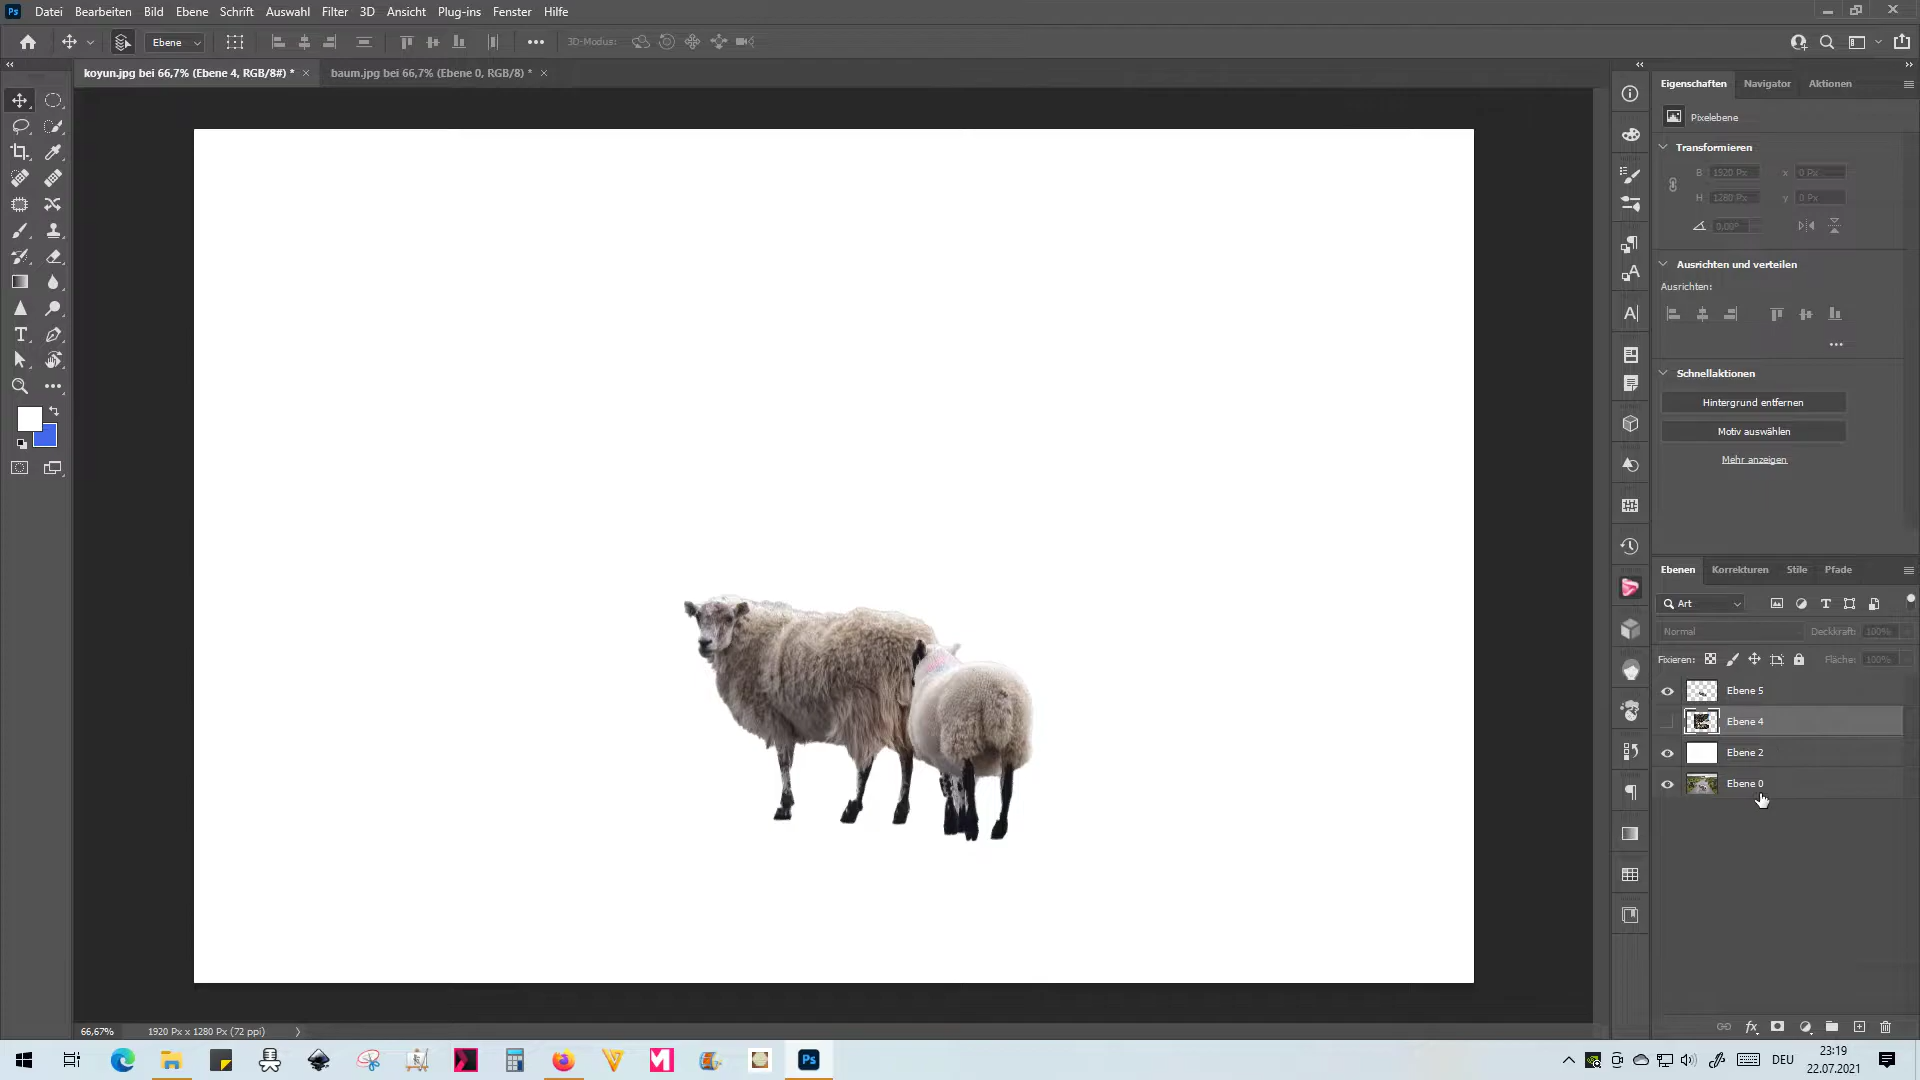 Datei Bearbeiten Bild Ebene Schrift Auswahl Filter 3D Ansicht Plug-ins Fenster Hilfe
Ebene 3D-Modus:
koyun.jpg bei 66,7% (Ebene 4, RGB/8#) * baum.jpg bei 66,7% (Ebene 0, RGB/8) *
Eigenschaften Navigator Aktionen
Pixelebene
Transformieren
B 1920 Px x 0 Px
H 1280 Px y 0 Px
0,00°
Ausrichten und verteilen
Ausrichten:
Schnellaktionen
Hintergrund entfernen
Motiv auswählen
Mehr anzeigen
Ebenen Korrekturen Stile Pfade
Art
Normal Deckkraft: 100%
Fixieren: Fläche: 100%
Ebene 5
Ebene 4
Ebene 2
Ebene 0
66,67% 1920 Px x 1280 Px (72 ppi)
DEU 23:19
22.07.2021